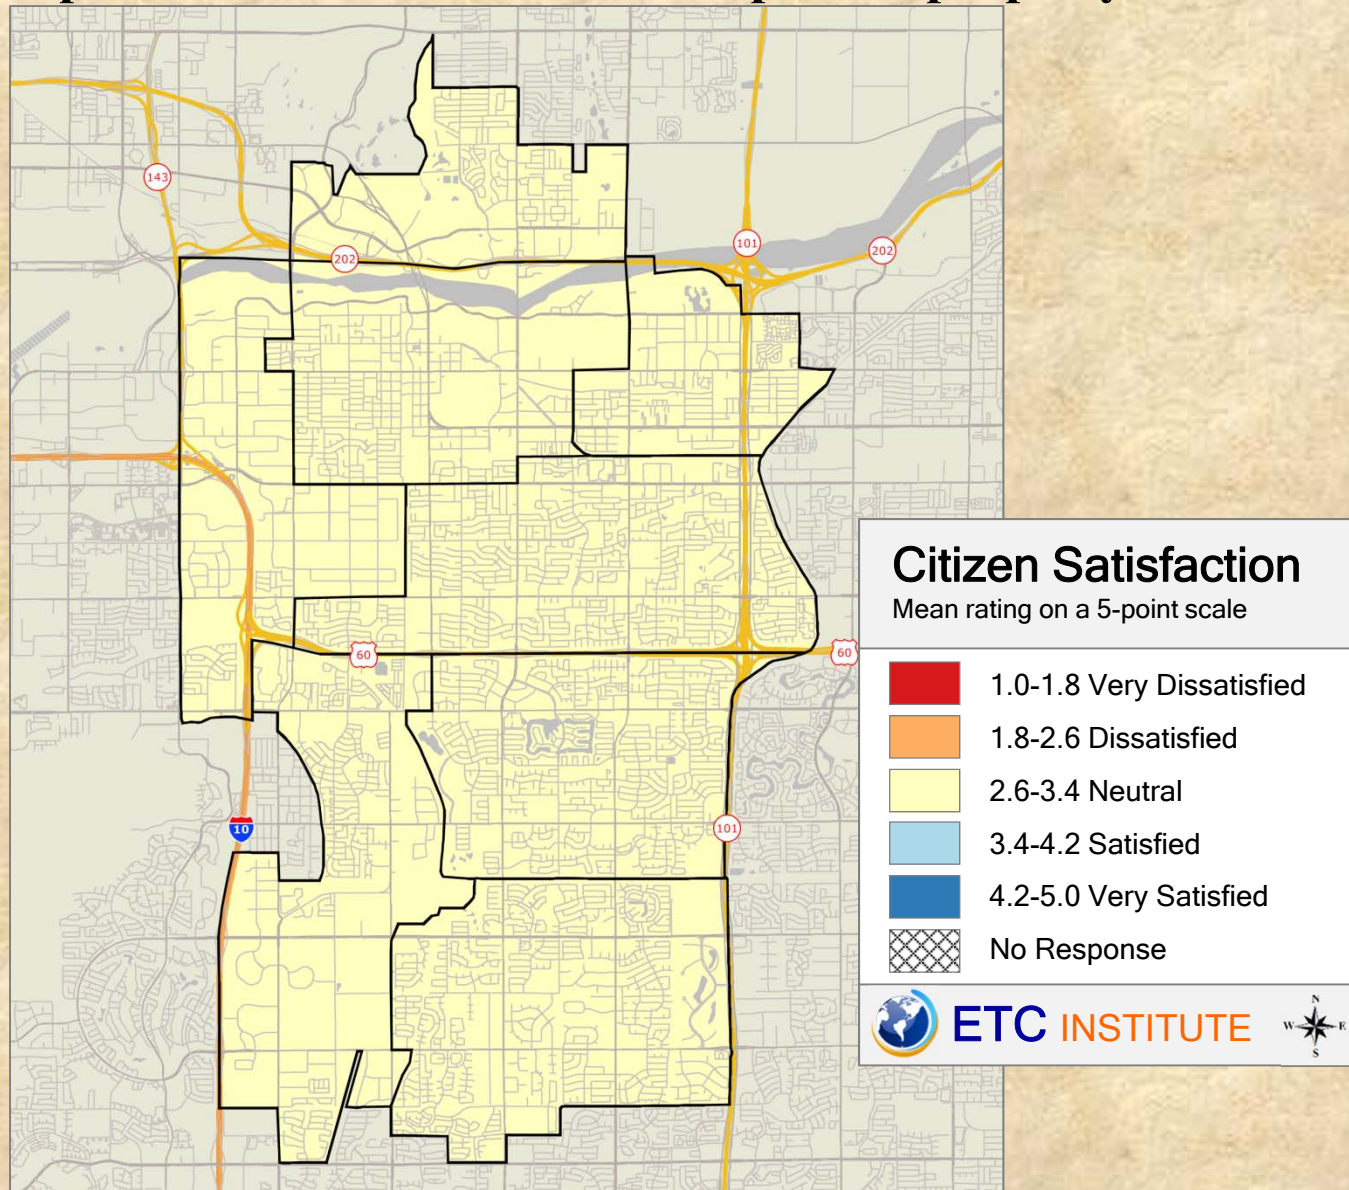 143
202
101
202
60
60
10
101
Citizen Satisfaction
Mean rating on a 5-point scale
1.0-1.8 Very Dissatisfied
1.8-2.6 Dissatisfied
2.6-3.4 Neutral
3.4-4.2 Satisfied
4.2-5.0 Very Satisfied
No Response
ETC INSTITUTE
N
W E
S